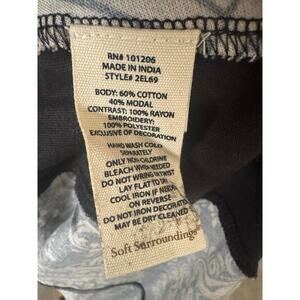 RN# 101206
MADE IN INDIA
STYLE# 2EL69
BODY: 60% COTTON
40% MODAL
CONTRAST: 100% RAYON
EMBROIDERY:
100% POLYESTER
EXCLUSIVE OF DECORATION
HAND WASH COLD
SEPARATELY
ONLY NON-CHLORINE
BLEACH WHEN NEEDED
DO NOT WRING OR TWIST
LAY FLAT TO DRY
COOL IRON IF NEEDED
ON REVERSE
DO NOT IRON DECORATION
MAY BE DRY CLEANED
Soft Surroundings